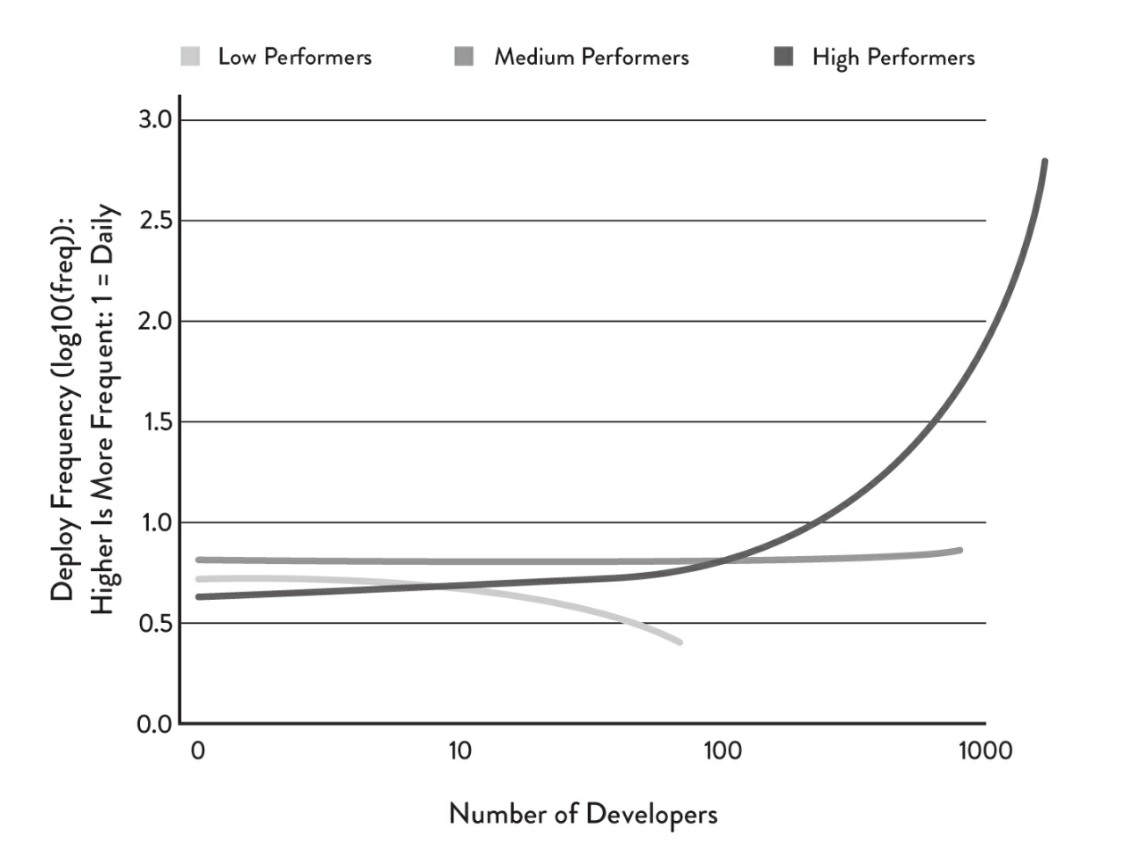 Low Performers
Medium Performers
High Performers
Deploy Frequency (log10(freq)):
Higher Is More Frequent: 1 = Daily
3.0
2.5
2.0
1.5
1.0
0.5
0.0
0
10
100
1000
Number of Developers